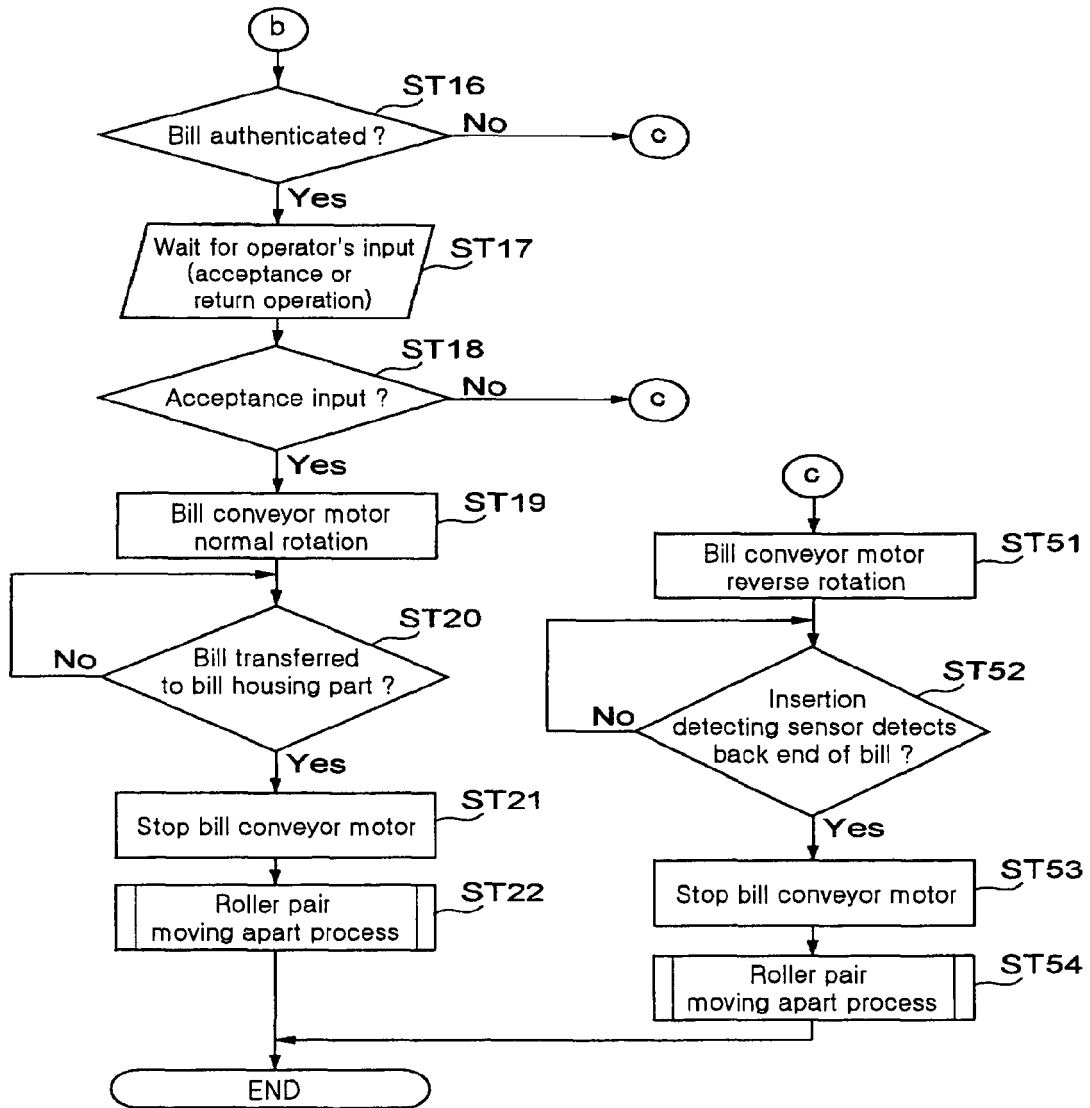 b
ST16
Bill authenticated ?
No
c
Yes
Wait for operator's input
(acceptance or
return operation)
ST17
ST18
Acceptance input ?
No
c
Yes
Bill conveyor motor
normal rotation
ST19
ST20
Bill transferred
to bill housing part ?
No
Yes
ST21
Stop bill conveyor motor
Roller pair
moving apart process
ST22
c
ST51
Bill conveyor motor
reverse rotation
ST52
Insertion
detecting sensor detects
back end of bill ?
No
Yes
ST53
Stop bill conveyor motor
Roller pair
moving apart process
ST54
END